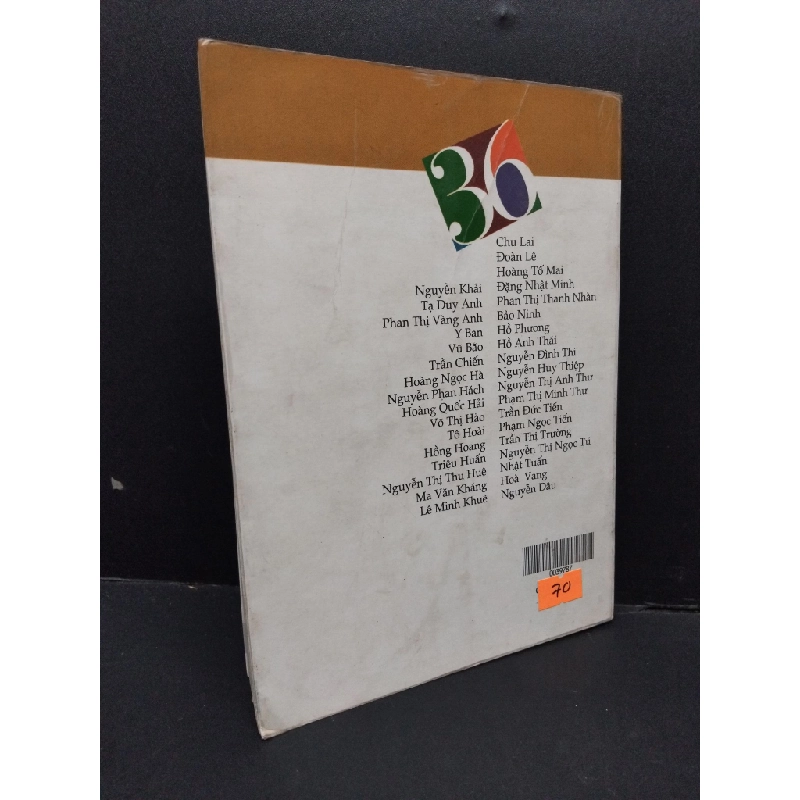 36
Nguyễn Khải
Tạ Duy Anh
Phan Thị Vàng Anh
Y Ban
Vũ Bão
Trần Chiến
Hoàng Ngọc Hà
Nguyễn Phan Hách
Hoàng Quốc Hải
Võ Thị Hảo
Tô Hoài
Hồng Hoang
Triệu Huấn
Nguyễn Thị Thu Huệ
Ma Văn Kháng
Lê Minh Khuê
Chu Lai
Đoàn Lê
Hoàng Tố Mai
Đặng Nhật Minh
Phan Thị Thanh Nhàn
Bảo Ninh
Hồ Phương
Hồ Anh Thái
Nguyễn Đình Thi
Nguyễn Huy Thiệp
Nguyễn Thị Anh Thư
Phạm Thị Minh Thư
Trần Đức Tiến
Phạm Ngọc Tiến
Trần Thị Trường
Nguyễn Thị Ngọc Tú
Nhật Tuấn
Hoà Vang
Nguyễn Dậu
70